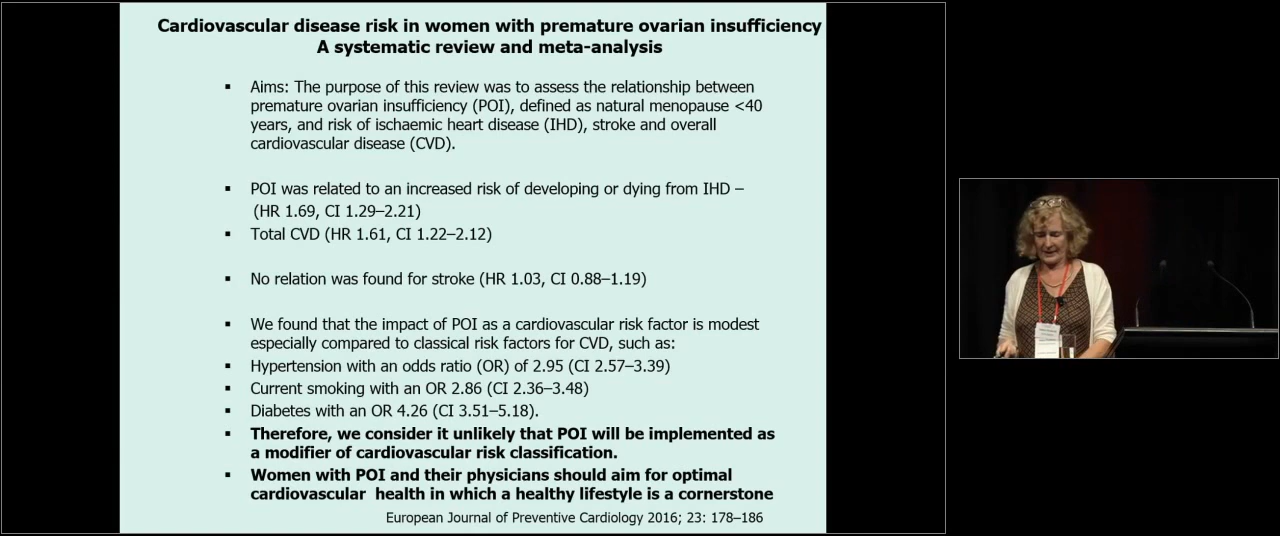 Cardiovascular disease risk in women with premature ovarian insufficiency
A systematic review and meta-analysis
▪ Aims: The purpose of this review was to assess the relationship between
premature ovarian insufficiency (POI), defined as natural menopause <40
years, and risk of ischaemic heart disease (IHD), stroke and overall
cardiovascular disease (CVD).
▪ POI was related to an increased risk of developing or dying from IHD –
(HR 1.69, CI 1.29–2.21)
▪ Total CVD (HR 1.61, CI 1.22–2.12)
▪ No relation was found for stroke (HR 1.03, CI 0.88–1.19)
▪ We found that the impact of POI as a cardiovascular risk factor is modest
especially compared to classical risk factors for CVD, such as:
▪ Hypertension with an odds ratio (OR) of 2.95 (CI 2.57–3.39)
▪ Current smoking with an OR 2.86 (CI 2.36–3.48)
▪ Diabetes with an OR 4.26 (CI 3.51–5.18).
▪ Therefore, we consider it unlikely that POI will be implemented as
a modifier of cardiovascular risk classification.
▪ Women with POI and their physicians should aim for optimal
cardiovascular health in which a healthy lifestyle is a cornerstone
European Journal of Preventive Cardiology 2016; 23: 178–186